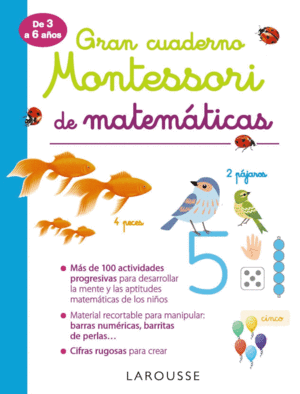 De 3
a 6 años
Gran cuaderno
Montessori
de matemáticas
2 pájaros
4 peces
5
• Más de 100 actividades
progresivas para desarrollar
la mente y las aptitudes
matemáticas de los niños
• Material recortable para manipular:
barras numéricas, barritas
de perlas...
• Cifras rugosas para crear
cinco
LAROUSSE